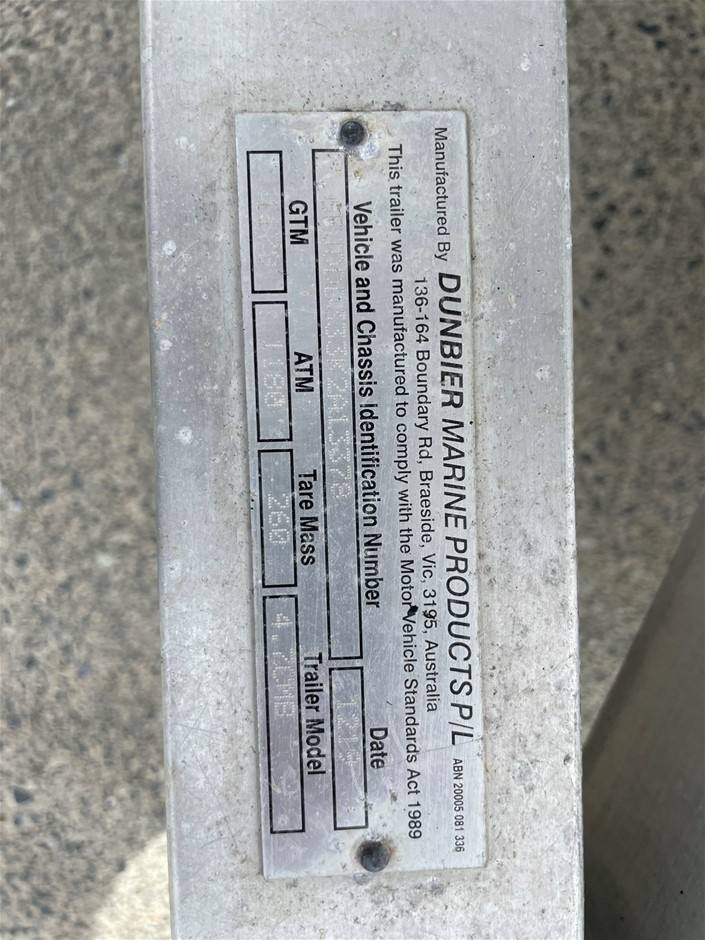 Manufactured By DUNBIER MARINE PRODUCTS P/L ABN 20005 081 336
136-164 Boundary Rd, Braeside, Vic, 3195, Australia
This trailer was manufactured to comply with the Motor Vehicle Standards Act 1989
Vehicle and Chassis Identification Number Date
GTM ATM Tare Mass Trailer Model
260